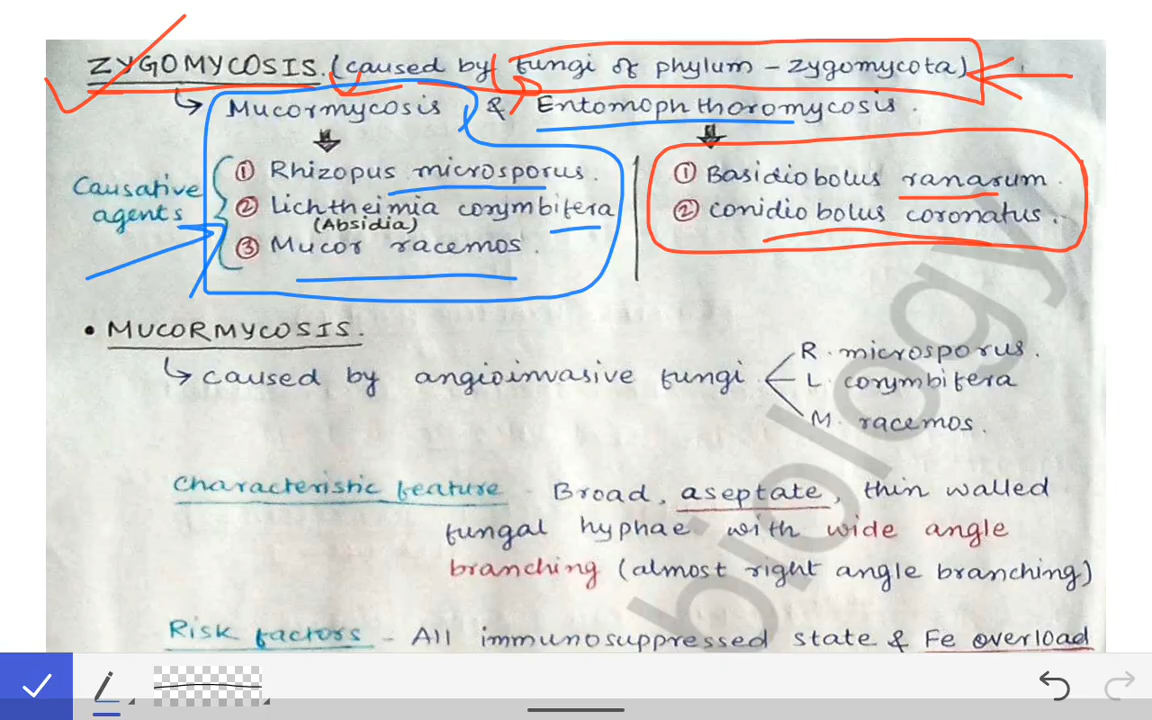 ZYGOMYCOSIS. (caused by fungi of phylum - zygomycota)
↳ Mucormycosis & Entomophthoromycosis.
Causative agents
① Rhizopus microsporus.
② Lichtheimia corymbifera
(Absidia)
③ Mucor racemos.
① Basidiobolus ranarum.
② conidiobolus coronatus.
• MUCORMYCOSIS.
↳ caused by angioinvasive fungi
R. microsporus.
L corymbifera
M. racemos.
Characteristic feature - Broad, aseptate, thin walled
fungal hyphae with wide angle
branching (almost right angle branching)
Risk factors - All immunosuppressed state & Fe overload
biology